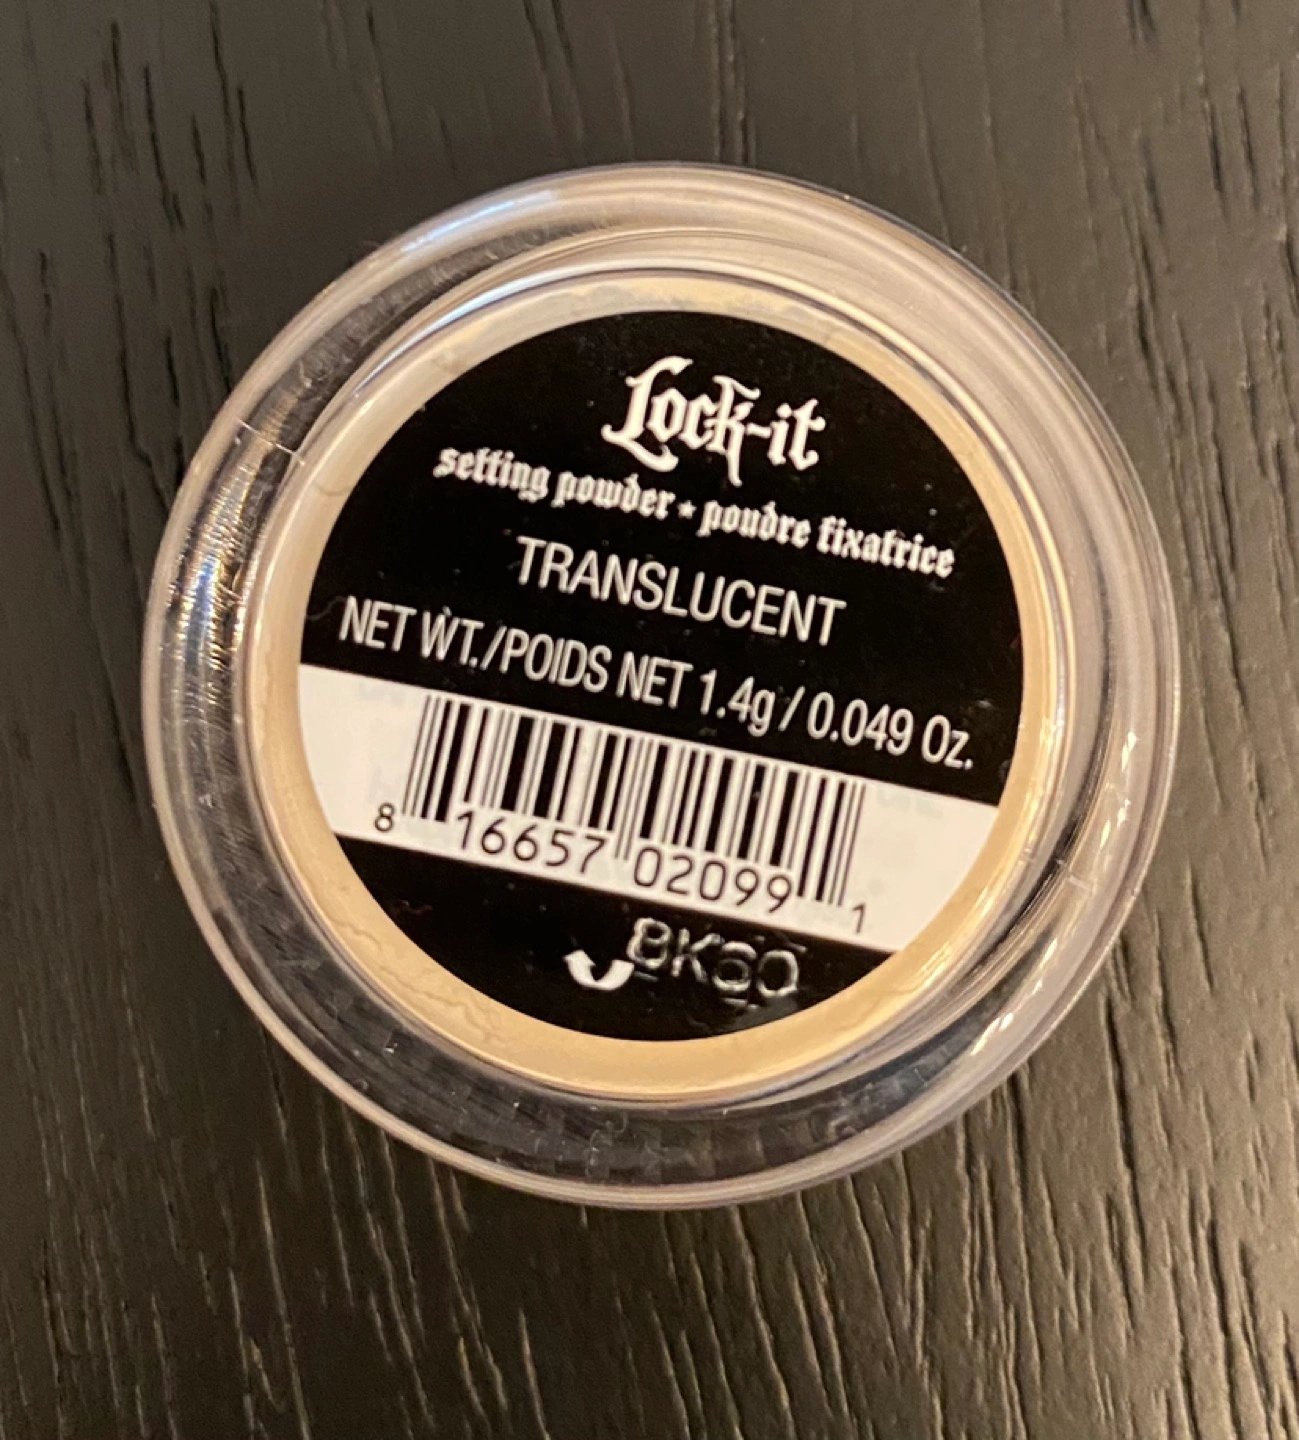 Lock-it
setting powder * poudre fixatrice
TRANSLUCENT
NET WT./POIDS NET 1.4g / 0.049 Oz.
8 16657 02099 1
8K60